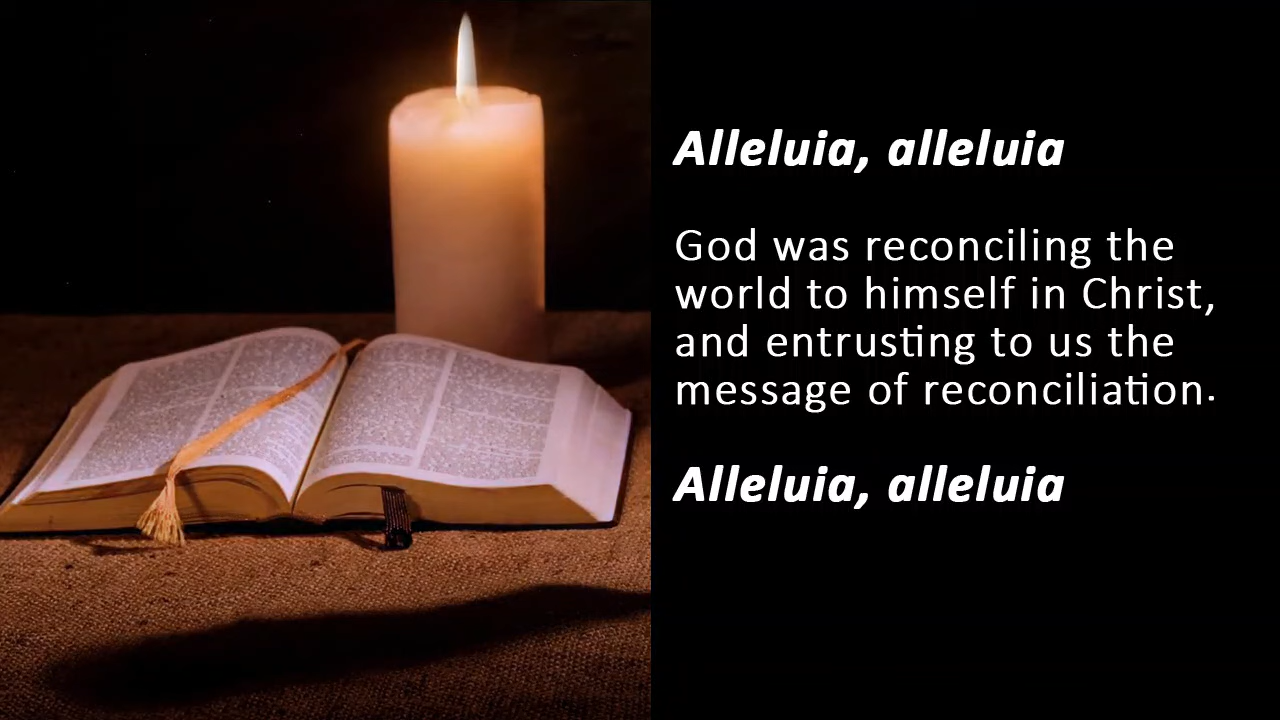 Alleluia, alleluia
God was reconciling the
world to himself in Christ,
and entrusting to us the
message of reconciliation.
Alleluia, alleluia